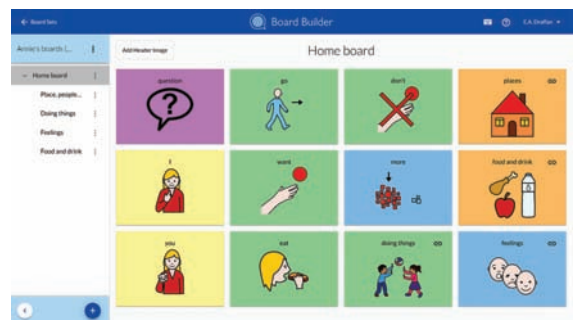 Board Sets
Board Builder
E.A. Draffan
Annie's boards (...
Add Header Image
Home board
Home board
Place, people...
Doing things
Feelings
Food and drink
question
go
don't
places
?
I
want
more
food and drink
you
eat
doing things
feelings